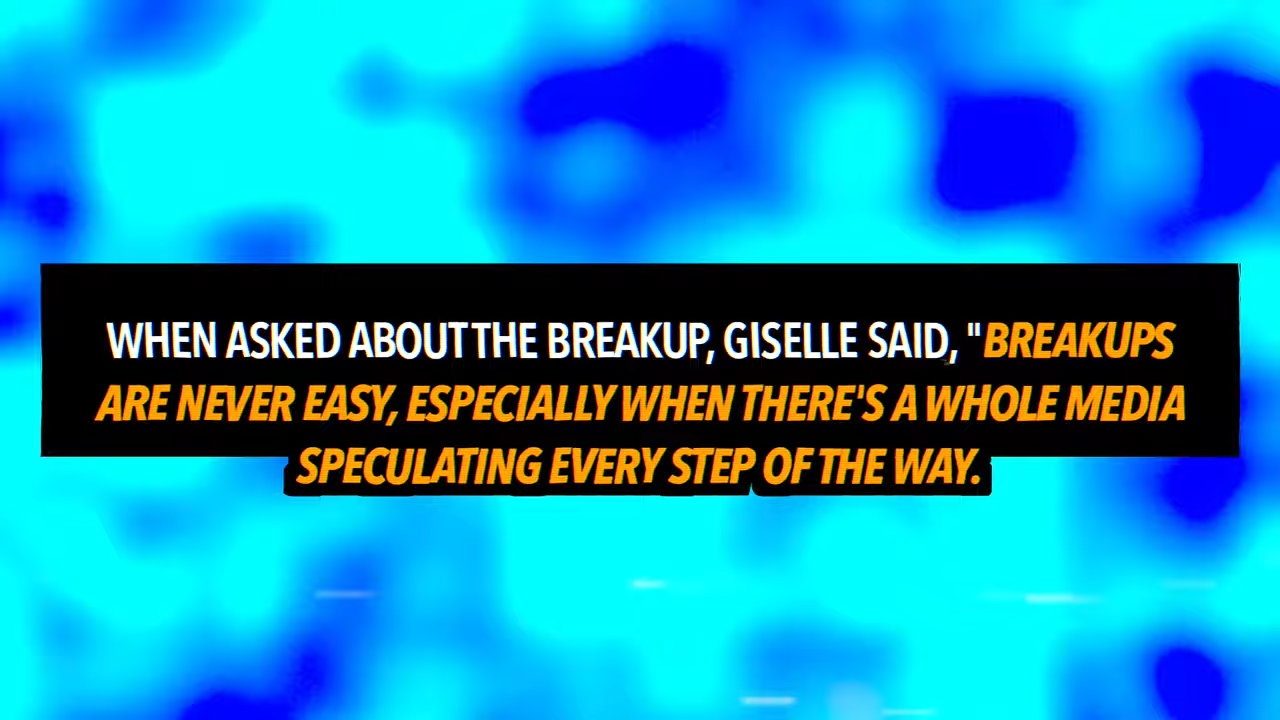 WHEN ASKED ABOUT THE BREAKUP, GISELLE SAID, "BREAKUPS
ARE NEVER EASY, ESPECIALLY WHEN THERE'S A WHOLE MEDIA
SPECULATING EVERY STEP OF THE WAY.